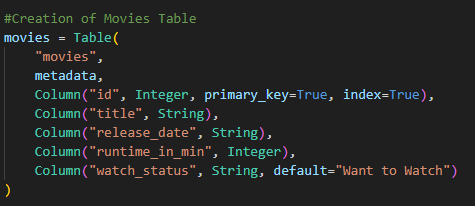 #Creation of Movies Table
movies = Table(
    "movies",
    metadata,
    Column("id", Integer, primary_key=True, index=True),
    Column("title", String),
    Column("release_date", String),
    Column("runtime_in_min", Integer),
    Column("watch_status", String, default="Want to Watch")
)